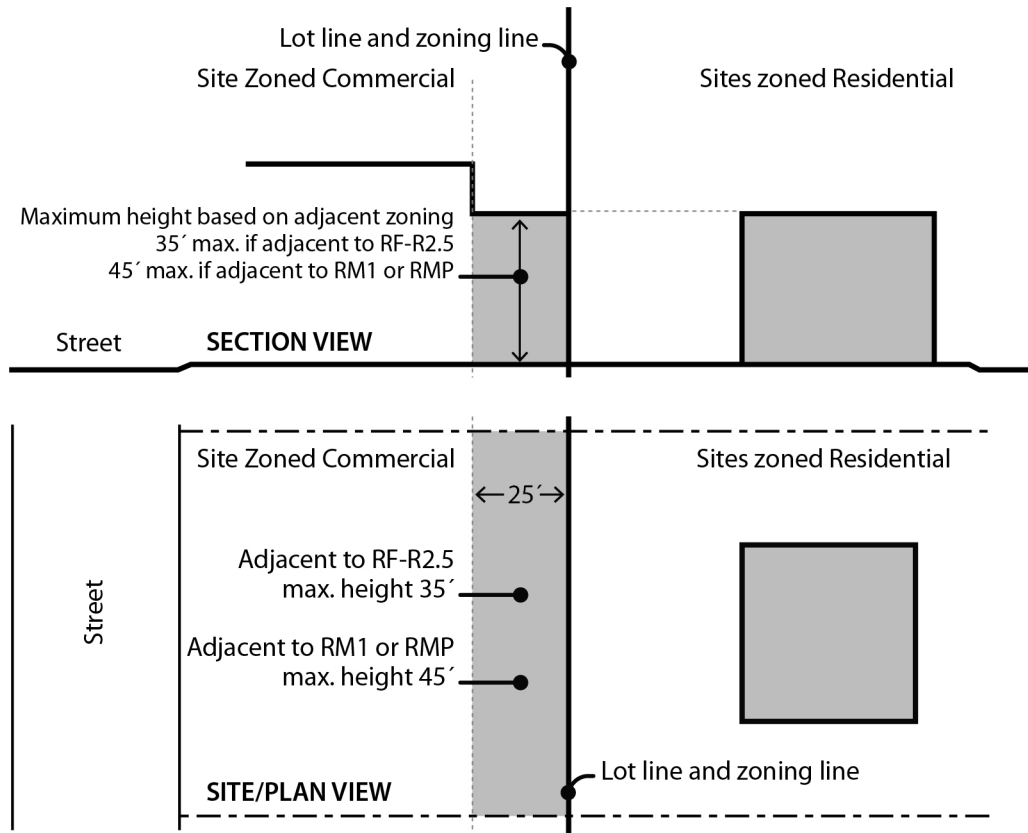 Lot line and zoning line
Site Zoned Commercial
Sites zoned Residential
Maximum height based on adjacent zoning
35´ max. if adjacent to RF-R2.5
45´ max. if adjacent to RM1 or RMP
Street
SECTION VIEW
Site Zoned Commercial
Sites zoned Residential
25´
Adjacent to RF-R2.5
max. height 35´
Street
Adjacent to RM1 or RMP
max. height 45´
Lot line and zoning line
SITE/PLAN VIEW